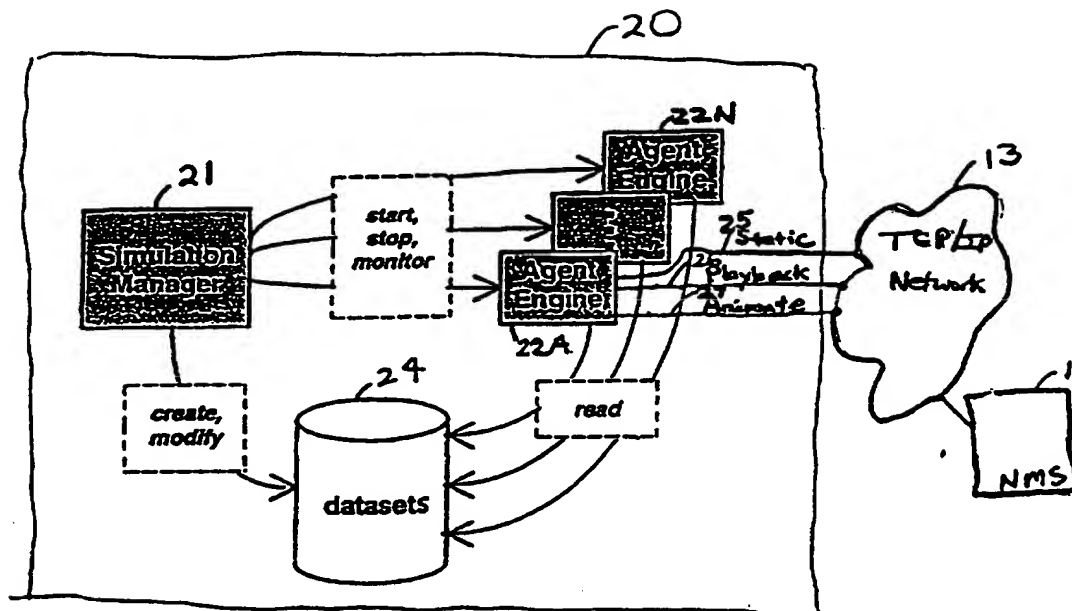 20
22N
Agent
Engine
13
21
Simulation
Manager
start,
stop,
monitor
25
Static
TCP/IP
Network
Playback
Animate
Agent
Engine
22A
24
create,
modify
read
datasets
1
NMS